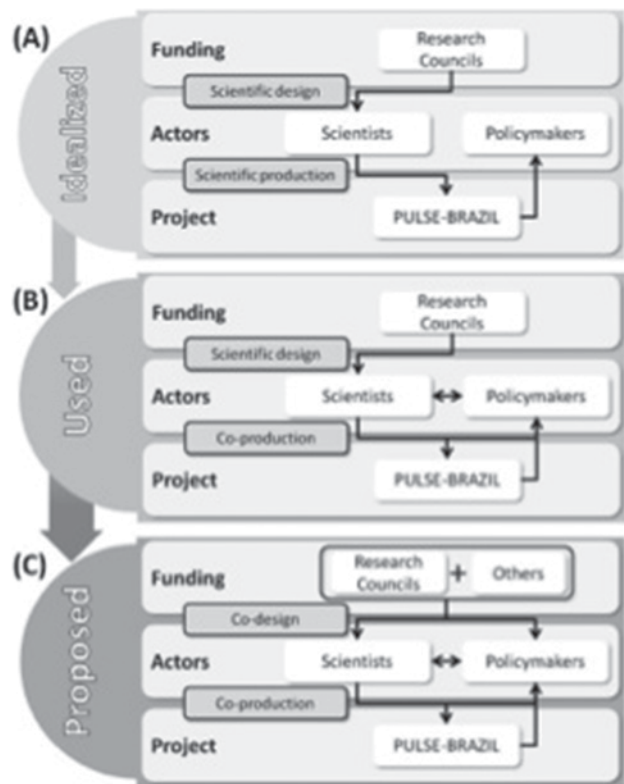 (A)
Idealized
Funding
Research
Councils
Scientific design
Actors
Scientists
Policymakers
Scientific production
Project
PULSE-BRAZIL
(B)
Used
Funding
Research
Councils
Scientific design
Actors
Scientists
Policymakers
Co-production
Project
PULSE-BRAZIL
(C)
Proposed
Funding
Research
Councils
+
Others
Co-design
Actors
Scientists
Policymakers
Co-production
Project
PULSE-BRAZIL